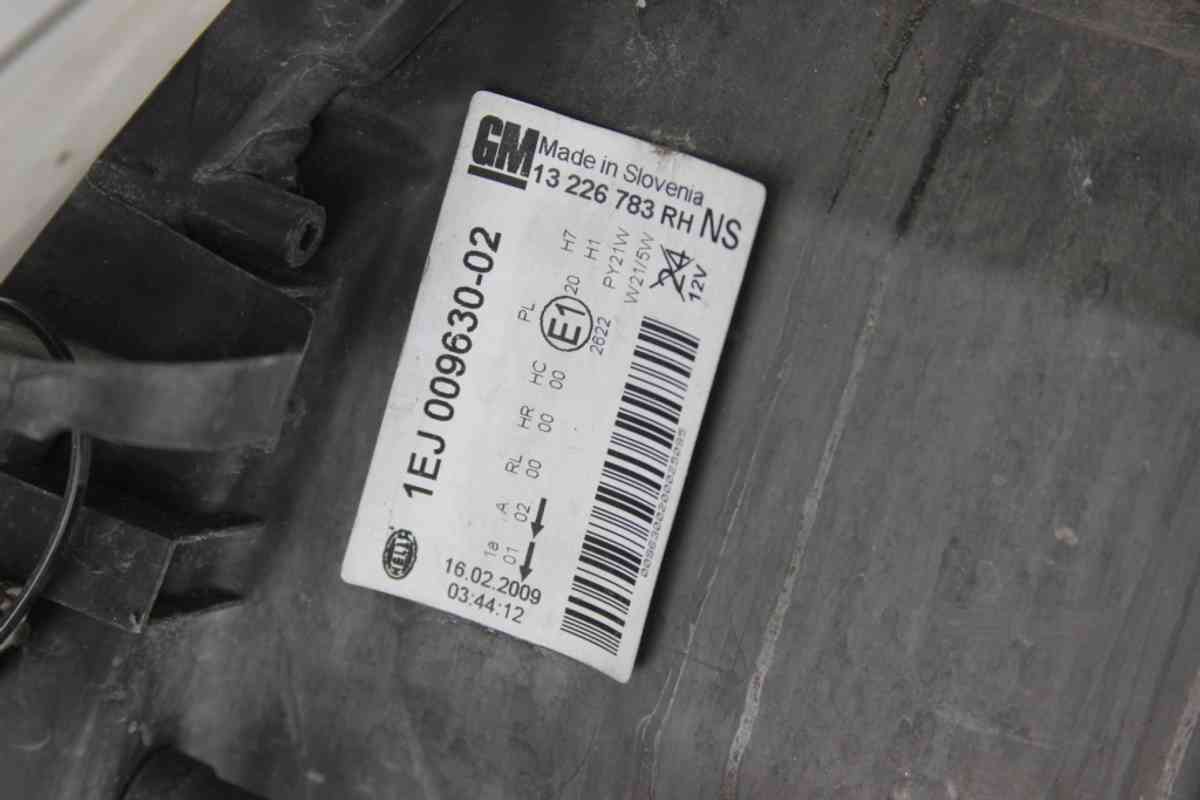 GM
Made in Slovenia
13 226 783 RH NS
1EJ 009630-02
H7
H1
PY21W
W21/5W
24
12V
PL
E1
20
2622
HC
00
HR
00
RL
00
A
02
1a
01
HELLA
16.02.2009
03:44:12